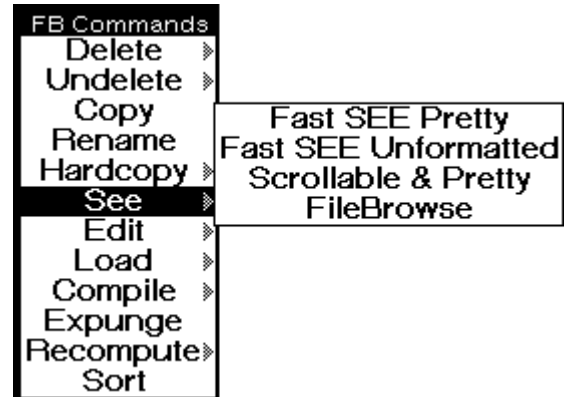 FB Commands
Delete
Undelete
Copy
Rename
Hardcopy
See
Edit
Load
Compile
Expunge
Recompute
Sort
Fast SEE Pretty
Fast SEE Unformatted
Scrollable & Pretty
FileBrowse